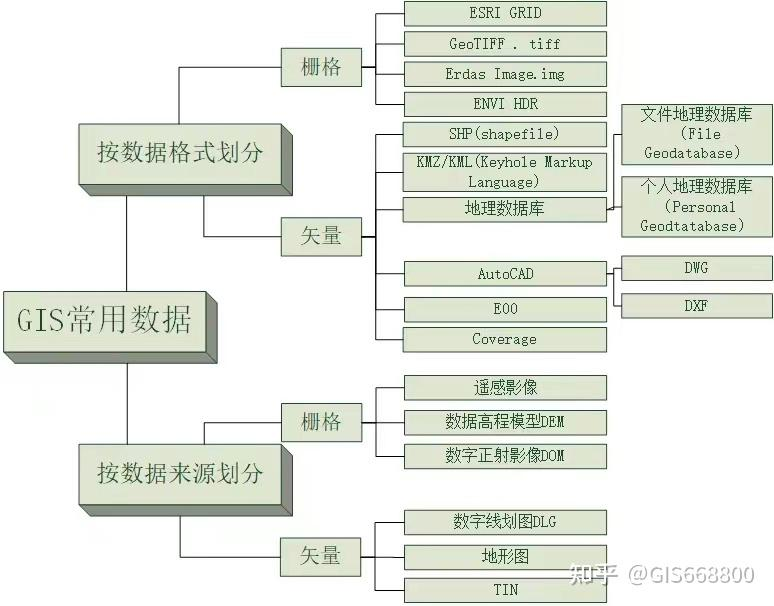 ESRI GRID
GeoTIFF . tiff
栅格
Erdas Image.img
ENVI HDR
按数据格式划分
SHP(shapefile)
KMZ/KML(Keyhole Markup
Language)
地理数据库
文件地理数据库
(File
Geodatabase)
个人地理数据库
(Personal
Geodtatabase)
矢量
AutoCAD
DWG
DXF
E00
Coverage
GIS常用数据
遥感影像
栅格
数据高程模型DEM
数字正射影像DOM
按数据来源划分
数字线划图DLG
矢量
地形图
TIN
知乎 @GIS668800